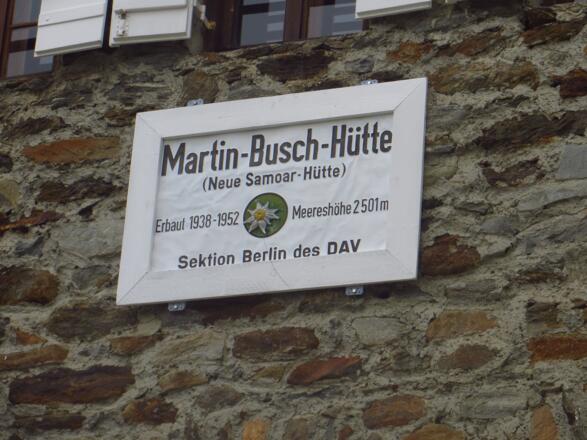 Martin-Busch-Hütte
(Neue Samoar-Hütte)
Erbaut 1938-1952 Meereshöhe 2501m
Sektion Berlin des DAV